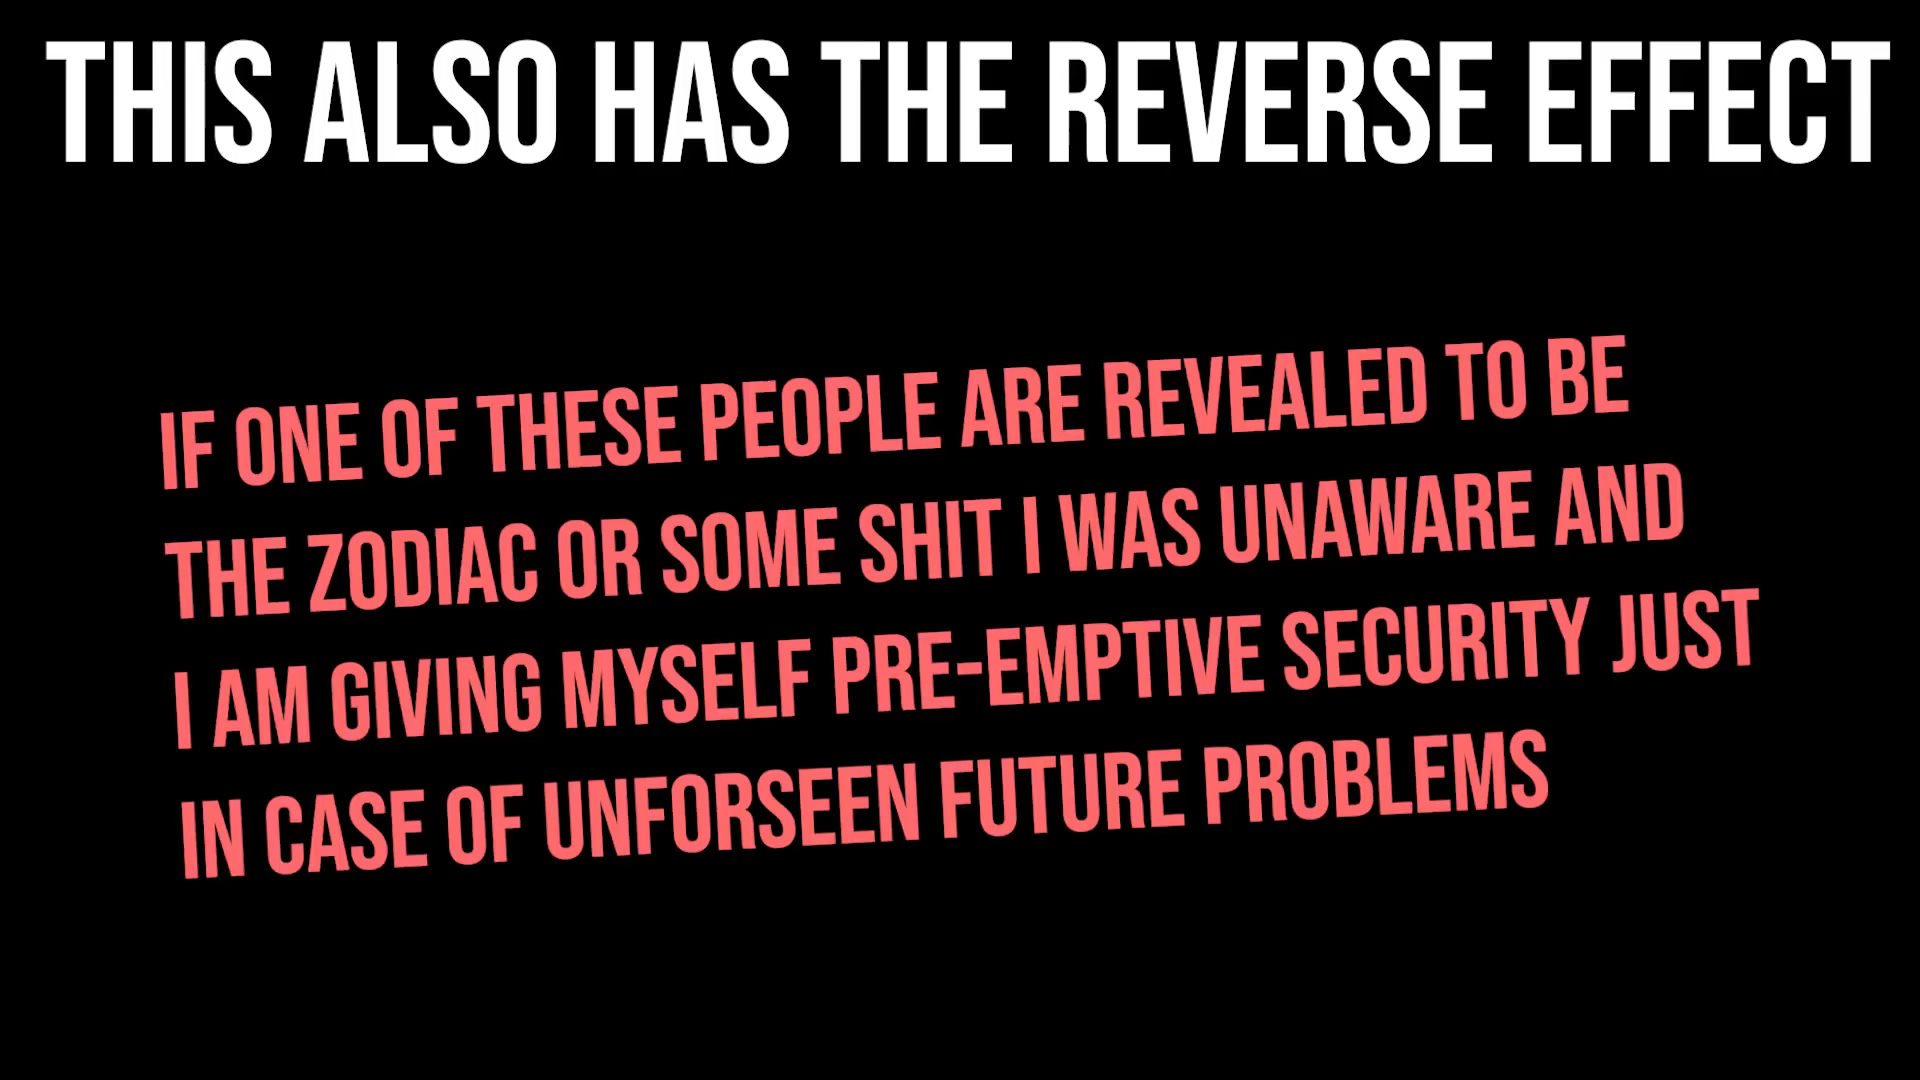 THIS ALSO HAS THE REVERSE EFFECT
IF ONE OF THESE PEOPLE ARE REVEALED TO BE
THE ZODIAC OR SOME SHIT I WAS UNAWARE AND
I AM GIVING MYSELF PRE-EMPTIVE SECURITY JUST
IN CASE OF UNFORSEEN FUTURE PROBLEMS